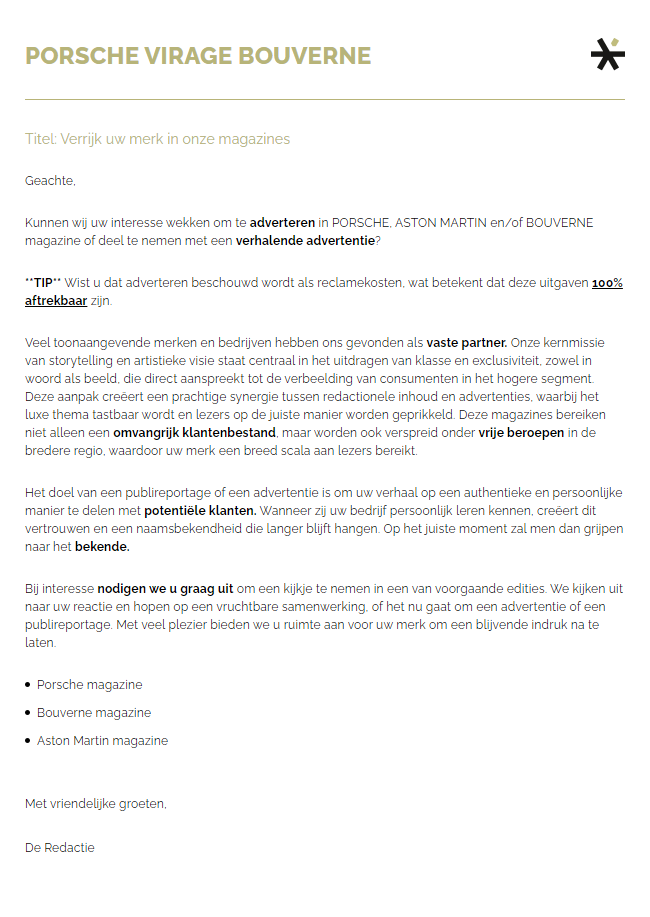 PORSCHE VIRAGE BOUVERNE
Titel: Verrijk uw merk in onze magazines
Geachte,
Kunnen wij uw interesse wekken om te adverteren in PORSCHE, ASTON MARTIN en/of BOUVERNE
magazine of deel te nemen met een verhalende advertentie?
**TIP** Wist u dat adverteren beschouwd wordt als reclamekosten, wat betekent dat deze uitgaven 100%
aftrekbaar zijn.
Veel toonaangevende merken en bedrijven hebben ons gevonden als vaste partner. Onze kernmissie
van storytelling en artistieke visie staat centraal in het uitdragen van klasse en exclusiviteit, zowel in
woord als beeld, die direct aanspreekt tot de verbeelding van consumenten in het hogere segment.
Deze aanpak creëert een prachtige synergie tussen redactionele inhoud en advertenties, waarbij het
luxe thema tastbaar wordt en lezers op de juiste manier worden geprikkeld. Deze magazines bereiken
niet alleen een omvangrijk klantenbestand, maar worden ook verspreid onder vrije beroepen in de
bredere regio, waardoor uw merk een breed scala aan lezers bereikt.
Het doel van een publireportage of een advertentie is om uw verhaal op een authentieke en persoonlijke
manier te delen met potentiële klanten. Wanneer zij uw bedrijf persoonlijk leren kennen, creëert dit
vertrouwen en een naamsbekendheid die langer blijft hangen. Op het juiste moment zal men dan grijpen
naar het bekende.
Bij interesse nodigen we u graag uit om een kijkje te nemen in een van voorgaande edities. We kijken uit
naar uw reactie en hopen op een vruchtbare samenwerking, of het nu gaat om een advertentie of een
publireportage. Met veel plezier bieden we u ruimte aan voor uw merk om een blijvende indruk na te
laten.
• Porsche magazine
• Bouverne magazine
• Aston Martin magazine
Met vriendelijke groeten,
De Redactie